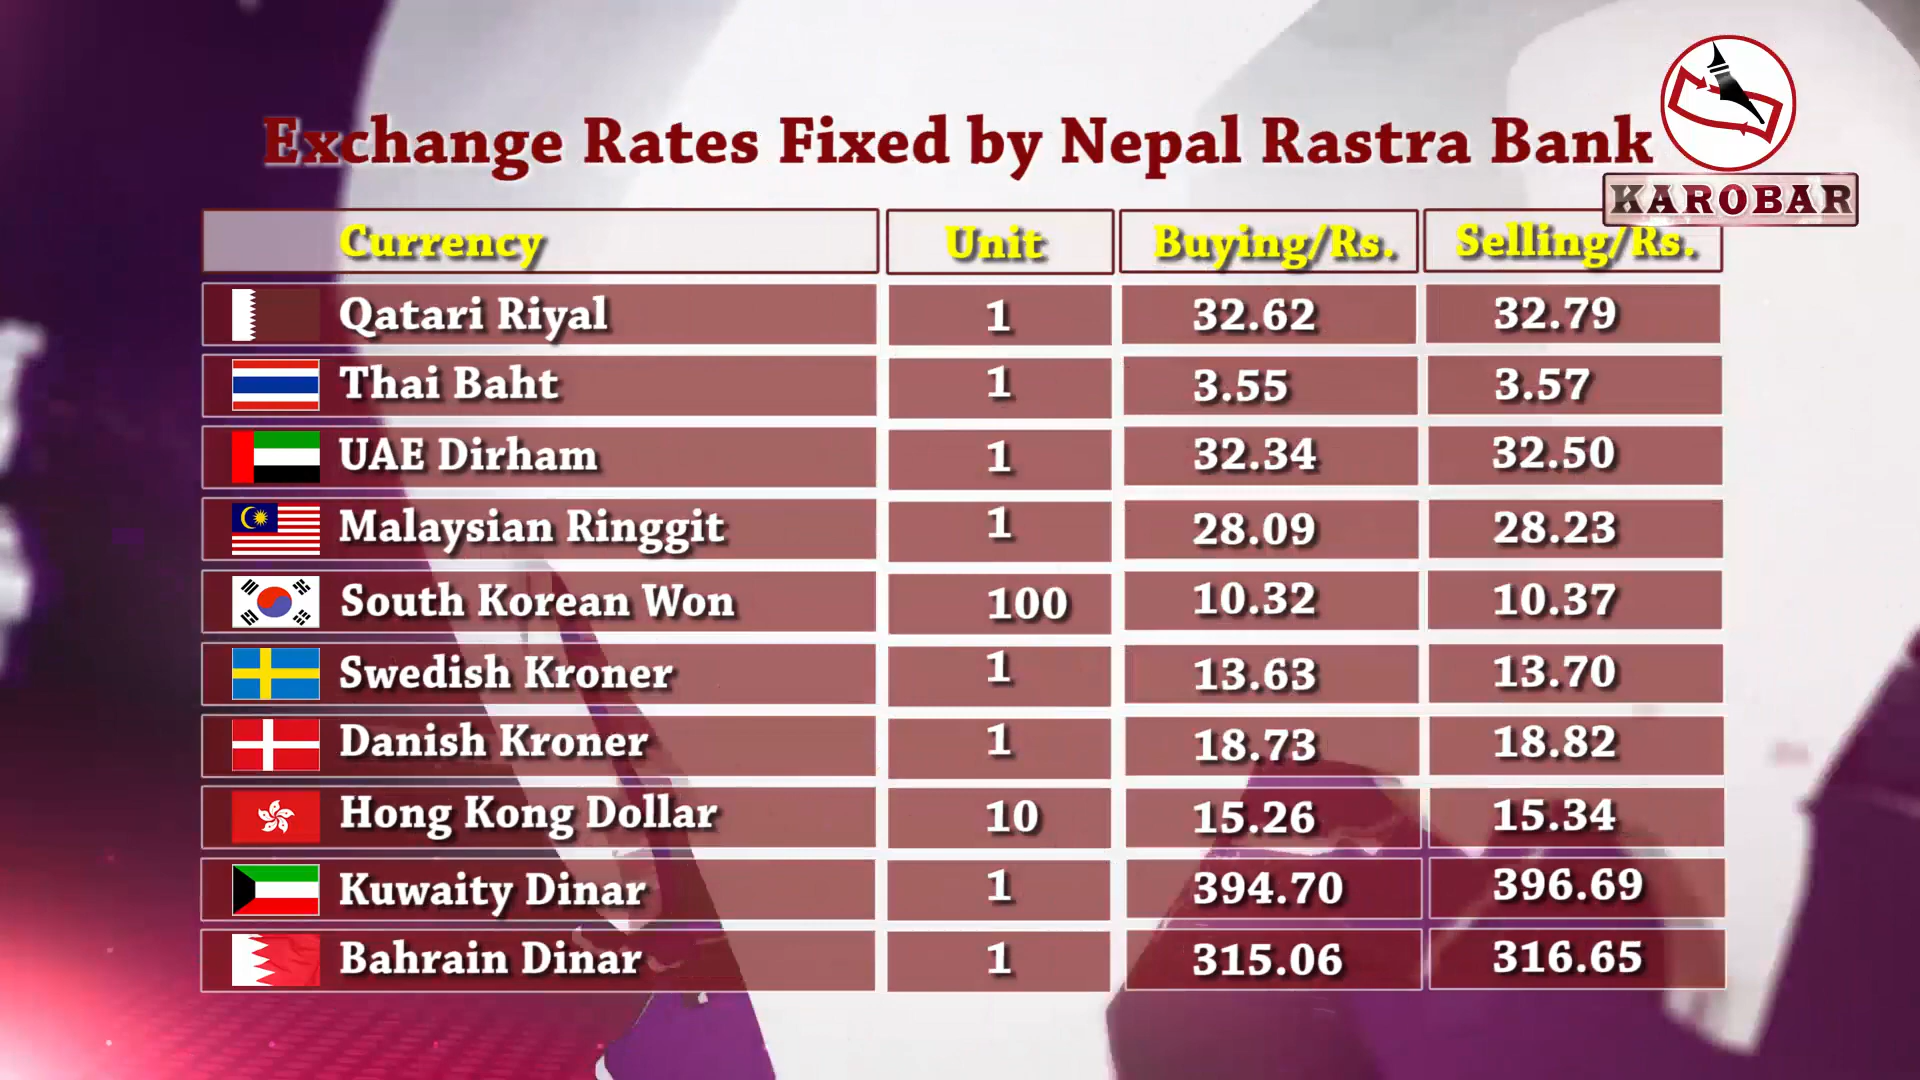 Exchange Rates Fixed by Nepal Rastra Bank
KAROBAR
Currency Unit Buying/Rs. Selling/Rs.
Qatari Riyal 1 32.62 32.79
Thai Baht 1 3.55 3.57
UAE Dirham 1 32.34 32.50
Malaysian Ringgit 1 28.09 28.23
South Korean Won 100 10.32 10.37
Swedish Kroner 1 13.63 13.70
Danish Kroner 1 18.73 18.82
Hong Kong Dollar 10 15.26 15.34
Kuwaity Dinar 1 394.70 396.69
Bahrain Dinar 1 315.06 316.65